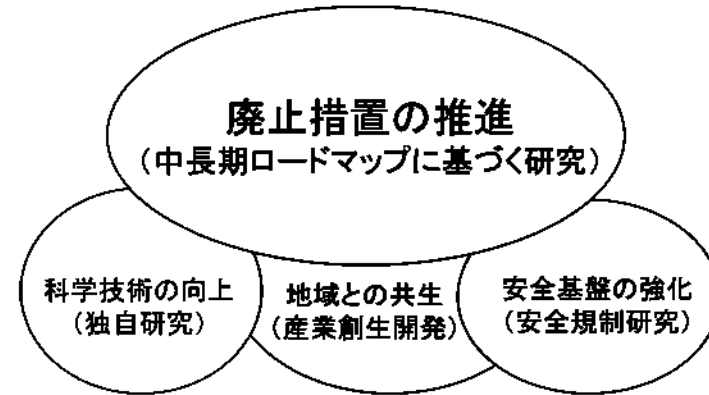 廃止措置の推進
（中長期ロードマップに基づく研究）
科学技術の向上
（独自研究）
地域との共生
（産業創生開発）
安全基盤の強化
（安全規制研究）